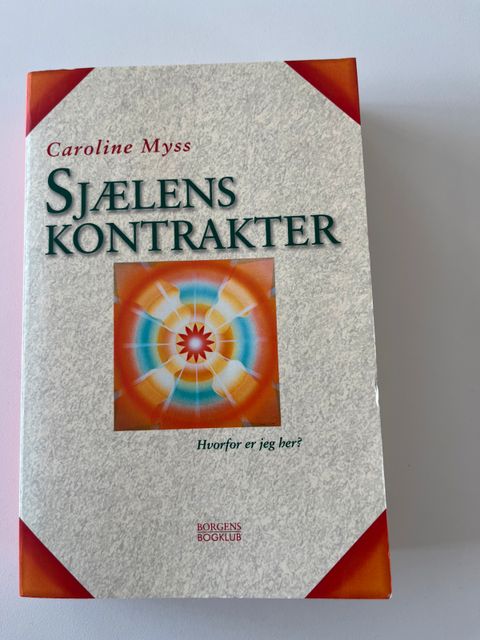 Caroline Myss
SJÆLENS
KONTRAKTER
Hvorfor er jeg her?
BORGENS
BOGKLUB